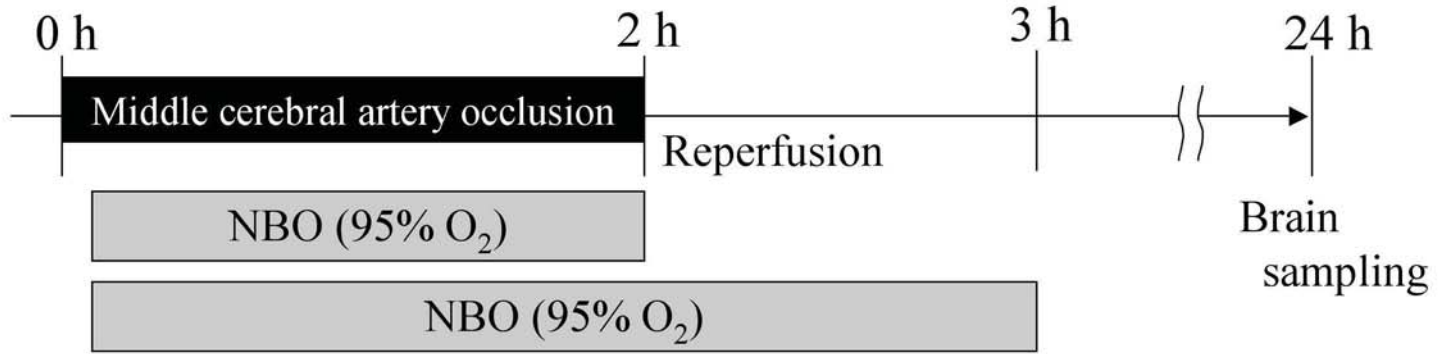 0 h
2 h
3 h
24 h
Middle cerebral artery occlusion
Reperfusion
NBO (95% O₂)
NBO (95% O₂)
Brain
sampling